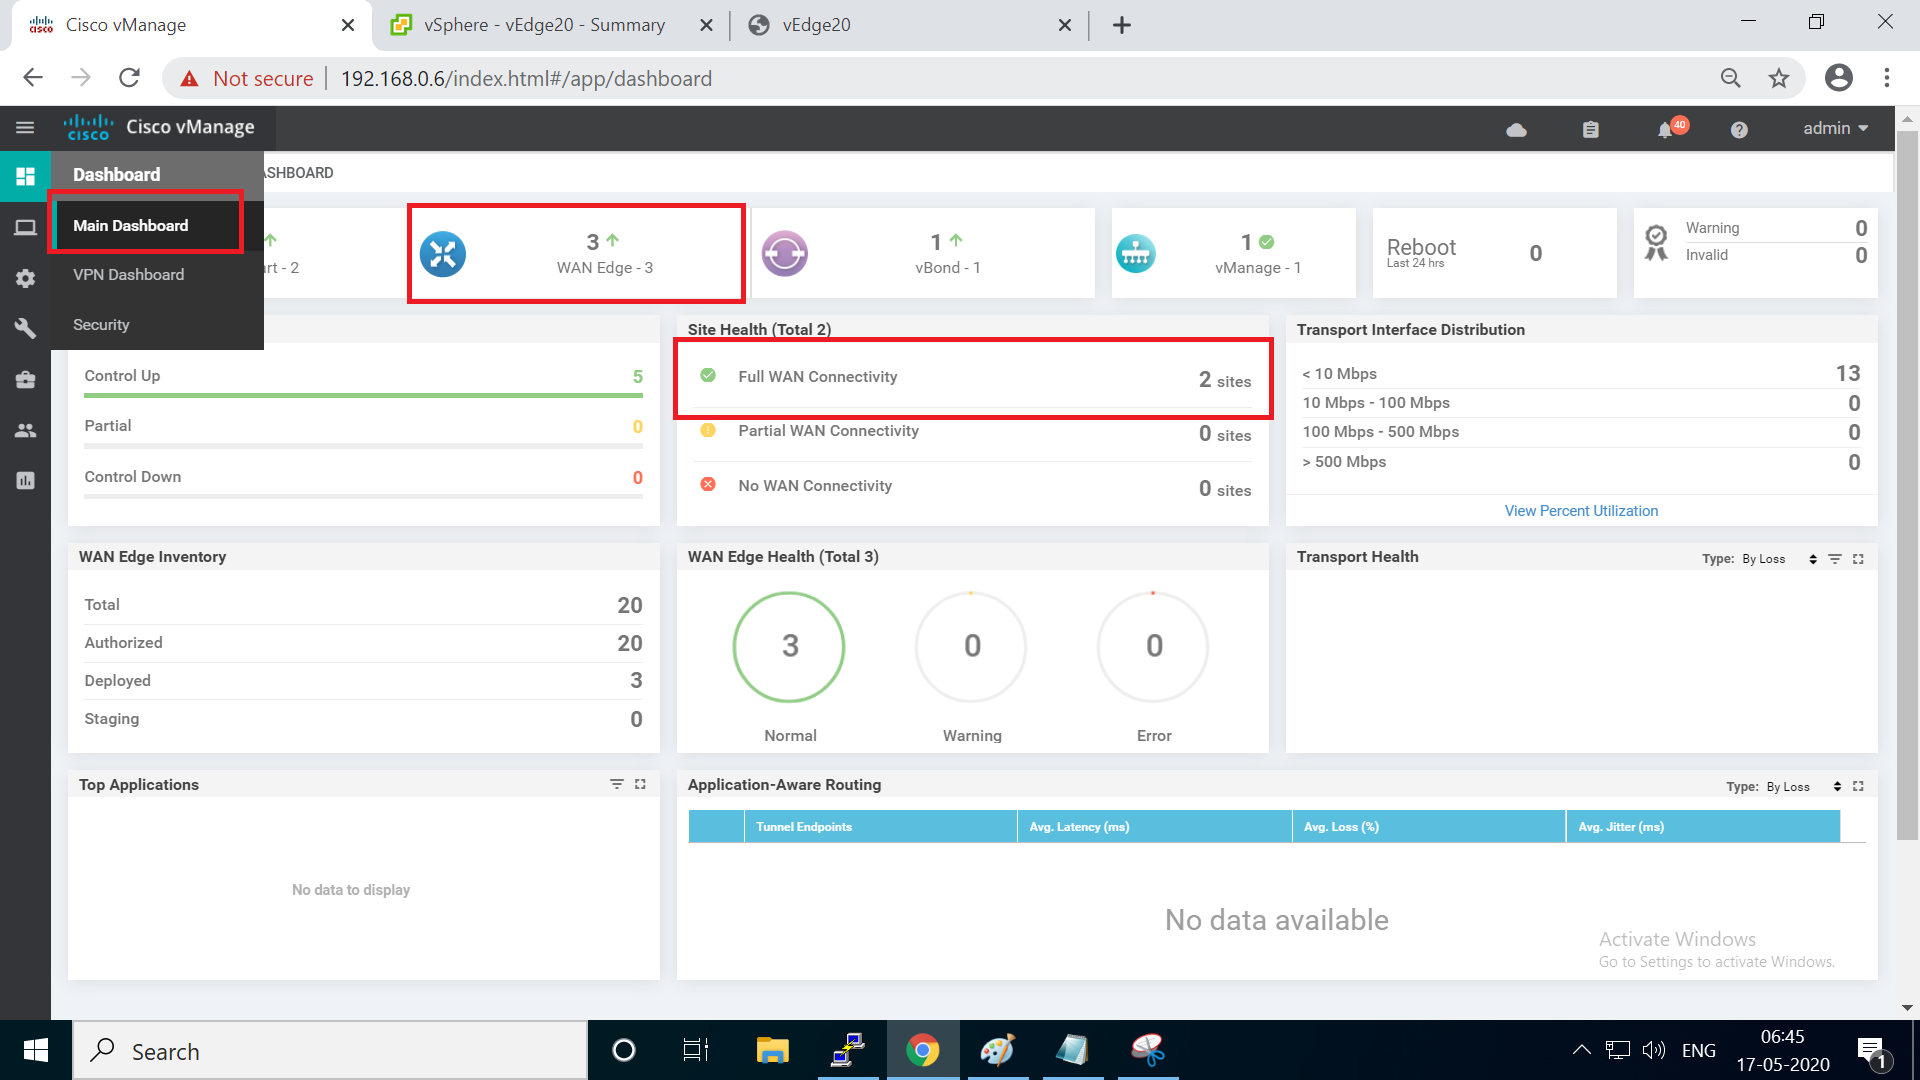 Cisco vManage
vSphere - vEdge20 - Summary
vEdge20
Not secure
192.168.0.6/index.html#/app/dashboard
cisco
Cisco vManage
40
admin
Dashboard
ASHBOARD
Main Dashboard
VPN Dashboard
Security
rt - 2
3
WAN Edge - 3
1
vBond - 1
1
vManage - 1
Reboot
Last 24 hrs
0
Warning 0
Invalid 0
Control Up 5
Partial 0
Control Down 0
Site Health (Total 2)
Full WAN Connectivity 2 sites
Partial WAN Connectivity 0 sites
No WAN Connectivity 0 sites
Transport Interface Distribution
< 10 Mbps 13
10 Mbps - 100 Mbps 0
100 Mbps - 500 Mbps 0
> 500 Mbps 0
View Percent Utilization
WAN Edge Inventory
Total 20
Authorized 20
Deployed 3
Staging 0
WAN Edge Health (Total 3)
3 0 0
Normal Warning Error
Transport Health
Type: By Loss
Top Applications
No data to display
Application-Aware Routing
Type: By Loss
Tunnel Endpoints Avg. Latency (ms) Avg. Loss (%) Avg. Jitter (ms)
No data available
Activate Windows
Go to Settings to activate Windows.
Search
ENG
06:45
17-05-2020
1